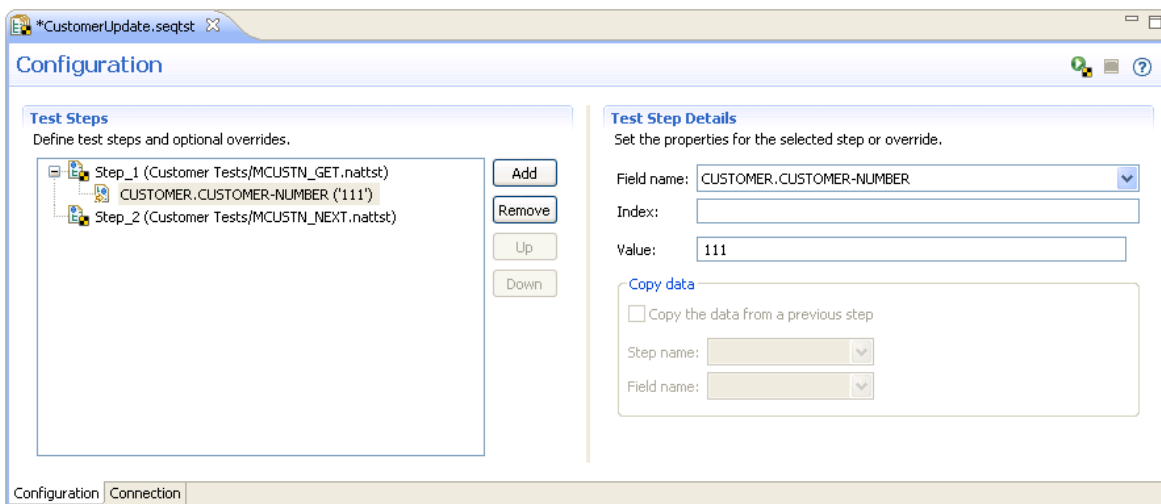 *CustomerUpdate.seqtst
Configuration
Test Steps
Define test steps and optional overrides.
Step_1 (Customer Tests/MCUSTN_GET.nattst)
CUSTOMER.CUSTOMER-NUMBER ('111')
Step_2 (Customer Tests/MCUSTN_NEXT.nattst)
Add
Remove
Up
Down
Test Step Details
Set the properties for the selected step or override.
Field name: CUSTOMER.CUSTOMER-NUMBER
Index:
Value: 111
Copy data
Copy the data from a previous step
Step name:
Field name:
Configuration Connection